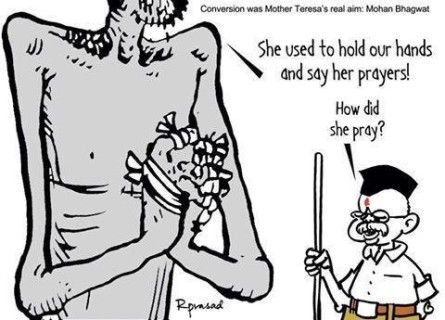 Conversion was Mother Teresa's real aim: Mohan Bhagwat
She used to hold our hands
and say her prayers!
How did
she pray?
Rprasad